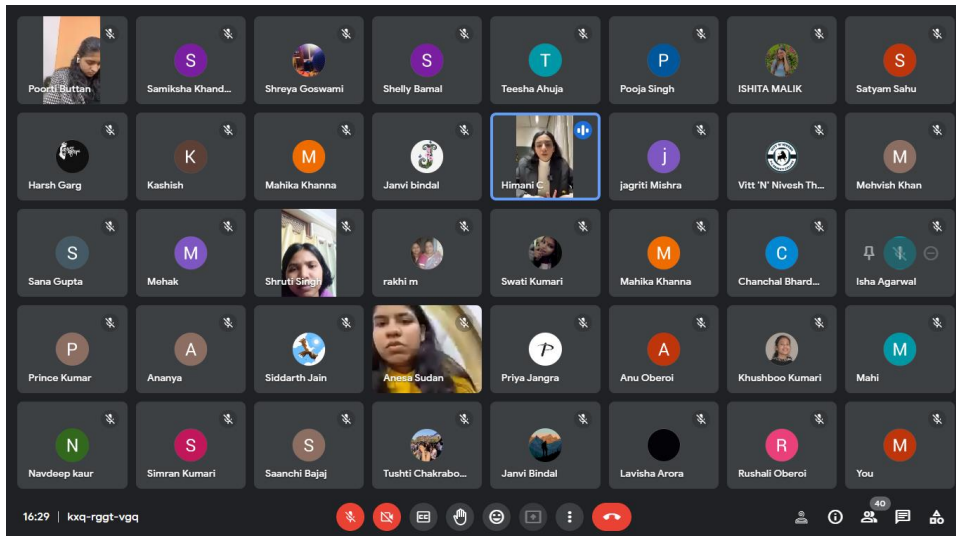 Poorti Buttan
S
Samiksha Khand...
Shreya Goswami
S
Shelly Bamal
T
Teesha Ahuja
P
Pooja Singh
ISHITA MALIK
S
Satyam Sahu
Harsh Garg
K
Kashish
M
Mahika Khanna
J
Janvi bindal
Himani C
j
jagriti Mishra
Vitt 'N' Nivesh Th...
M
Mehvish Khan
S
Sana Gupta
M
Mehak
Shruti Singh
rakhi m
Swati Kumari
M
Mahika Khanna
C
Chanchal Bhard...
Isha Agarwal
P
Prince Kumar
A
Ananya
Siddarth Jain
Anesa Sudan
P
Priya Jangra
A
Anu Oberoi
Khushboo Kumari
M
Mahi
N
Navdeep kaur
S
Simran Kumari
S
Saanchi Bajaj
Tushti Chakrabo...
Janvi Bindal
Lavisha Arora
R
Rushali Oberoi
M
You
16:29 | kxq-rggt-vgq
CC
40